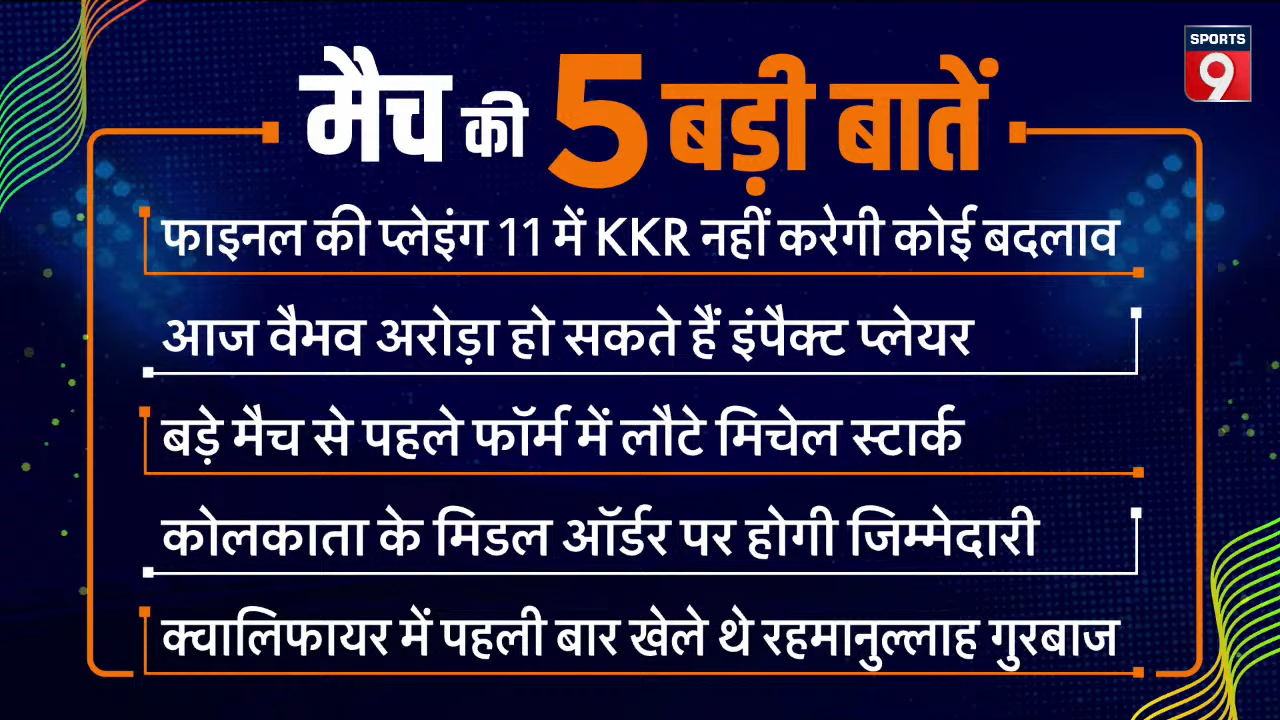 SPORTS
9
मैच की 5 बड़ी बातें
फाइनल की प्लेइंग 11 में KKR नहीं करेगी कोई बदलाव
आज वैभव अरोड़ा हो सकते हैं इंपैक्ट प्लेयर
बड़े मैच से पहले फॉर्म में लौटे मिचेल स्टार्क
कोलकाता के मिडल ऑर्डर पर होगी जिम्मेदारी
क्वालिफायर में पहली बार खेले थे रहमानुल्लाह गुरबाज